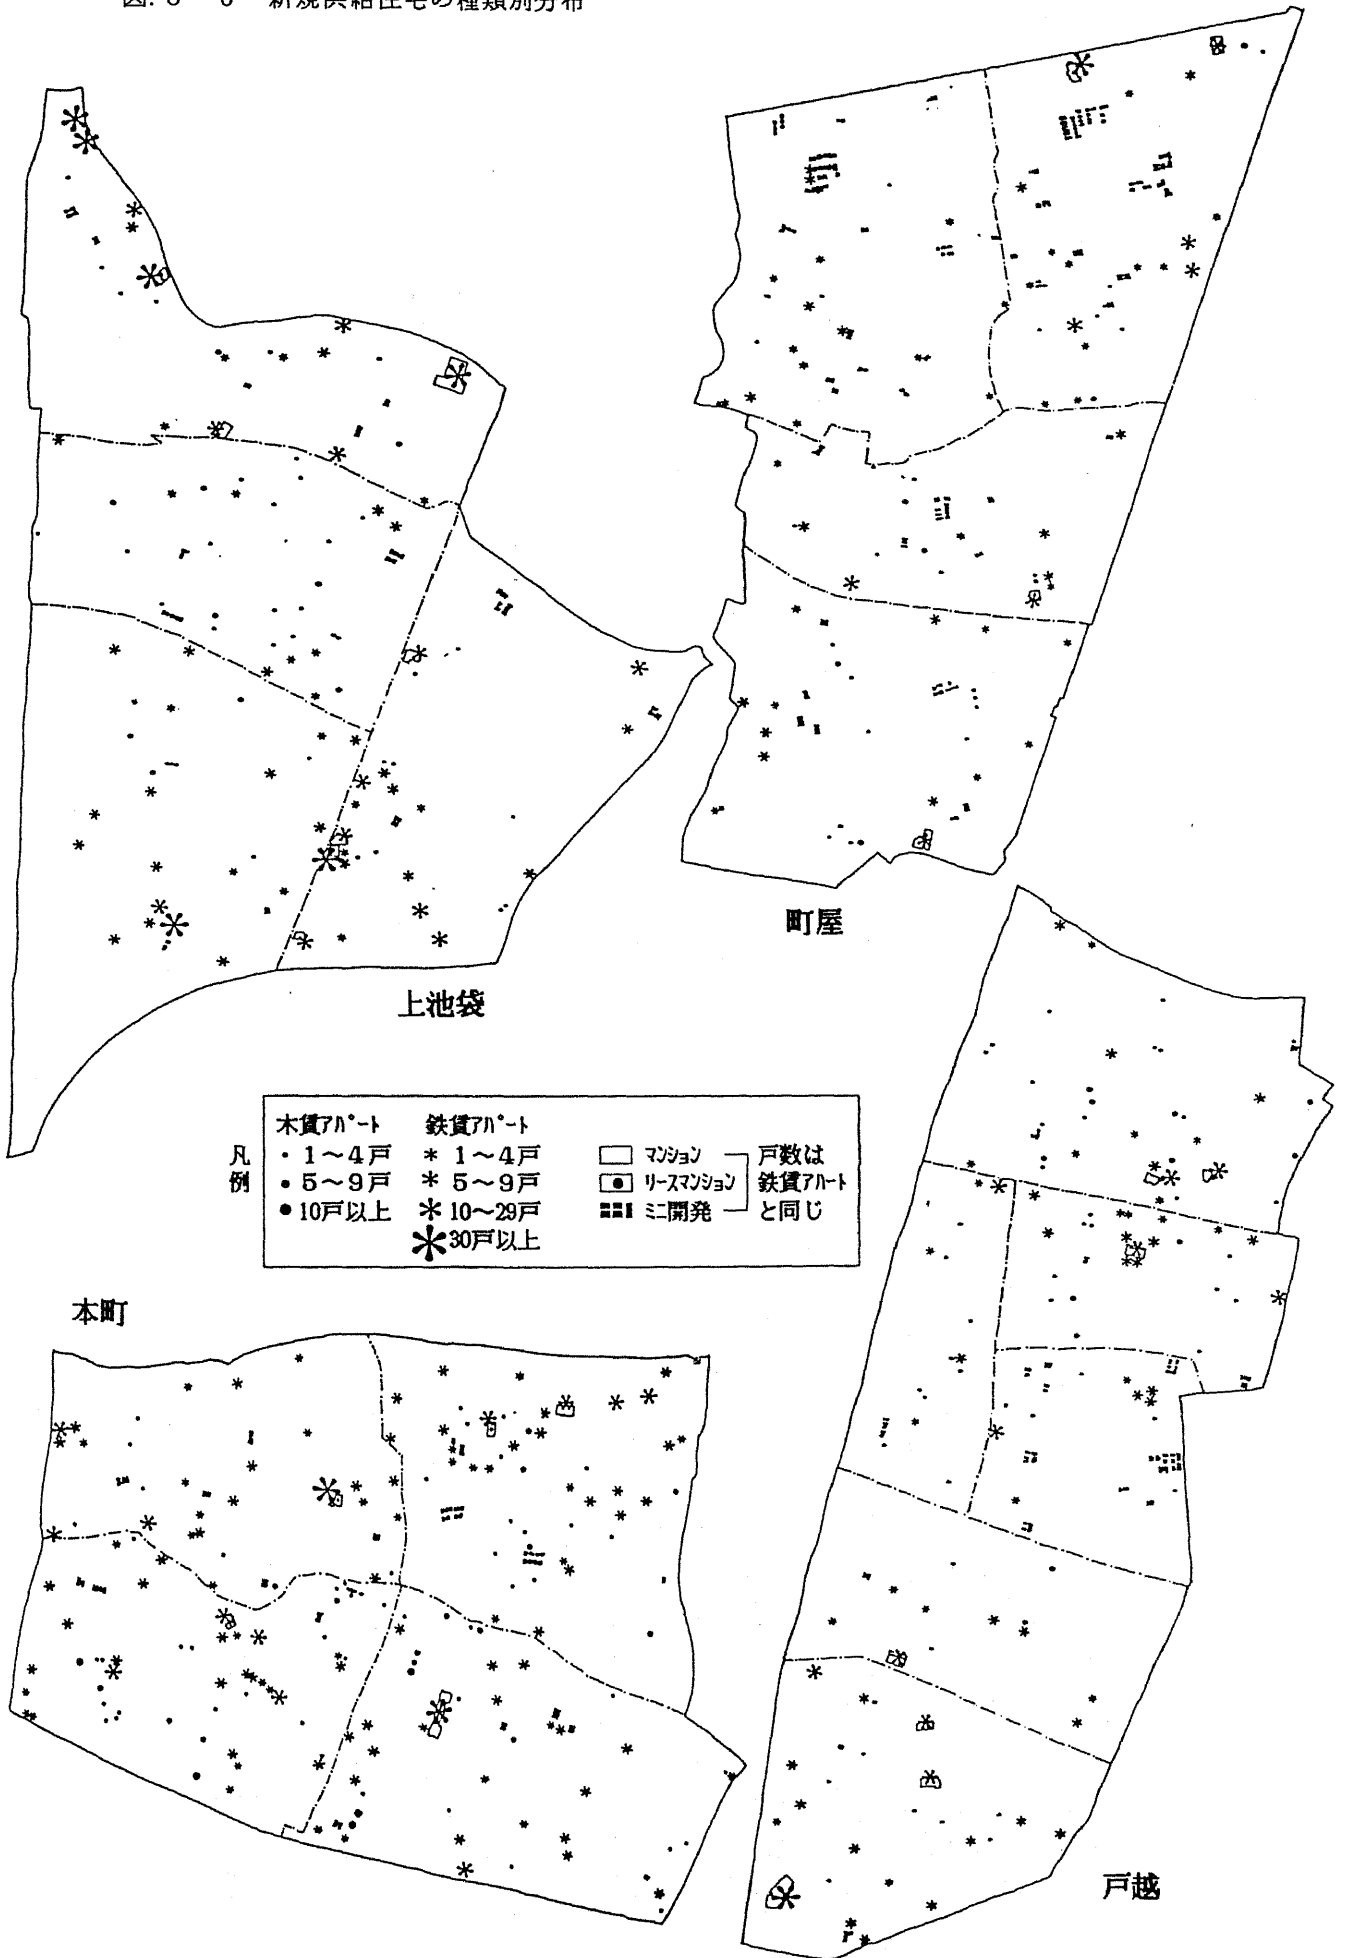 新規供給住宅の種類別分布
町屋
上池袋
凡例
木賃ｱﾊﾟｰﾄ 鉄賃ｱﾊﾟｰﾄ
・ 1～4戸 * 1～4戸 マンション 戸数は
・ 5～9戸 * 5～9戸 リースマンション 鉄賃ｱﾊﾟｰﾄ
● 10戸以上 * 10～29戸 ミニ開発 と同じ
* 30戸以上
本町
戸越